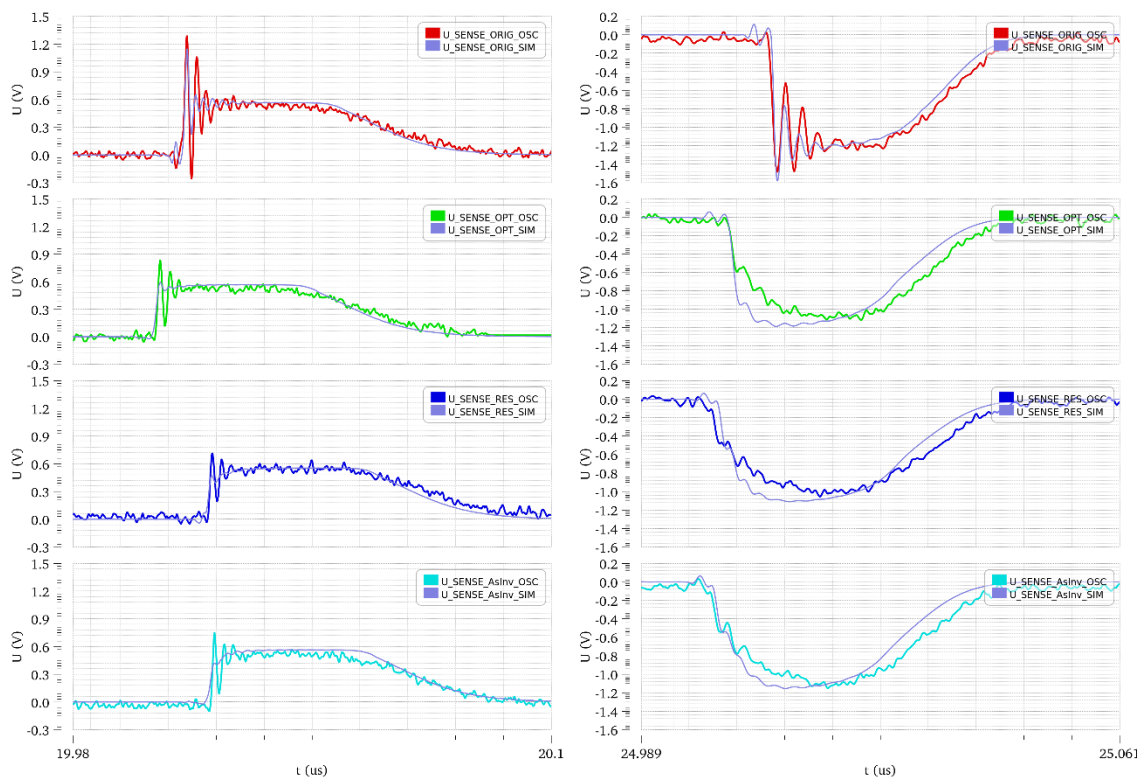 U (V)
1.5
1.2
0.9
0.6
0.3
0.0
-0.3
U_SENSE_ORIG_OSC
U_SENSE_ORIG_SIM
U (V)
0.2
0.0
-0.2
-0.4
-0.6
-0.8
-1.0
-1.2
-1.4
-1.6
U_SENSE_ORIG_OSC
U_SENSE_ORIG_SIM
U (V)
1.5
1.2
0.9
0.6
0.3
0.0
-0.3
U_SENSE_OPT_OSC
U_SENSE_OPT_SIM
U (V)
0.2
0.0
-0.2
-0.4
-0.6
-0.8
-1.0
-1.2
-1.4
-1.6
U_SENSE_OPT_OSC
U_SENSE_OPT_SIM
U (V)
1.5
1.2
0.9
0.6
0.3
0.0
-0.3
U_SENSE_RES_OSC
U_SENSE_RES_SIM
U (V)
0.2
0.0
-0.2
-0.4
-0.6
-0.8
-1.0
-1.2
-1.4
-1.6
U_SENSE_RES_OSC
U_SENSE_RES_SIM
U (V)
1.5
1.2
0.9
0.6
0.3
0.0
-0.3
U_SENSE_AsInv_OSC
U_SENSE_AsInv_SIM
19.98
20.1
t (us)
U (V)
0.2
0.0
-0.2
-0.4
-0.6
-0.8
-1.0
-1.2
-1.4
-1.6
U_SENSE_AsInv_OSC
U_SENSE_AsInv_SIM
24.989
25.061
t (us)